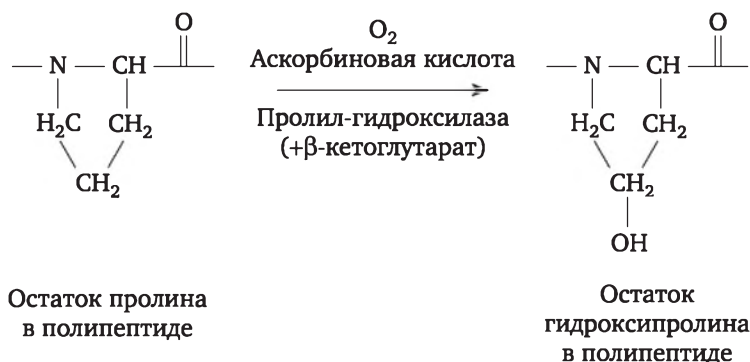 O
— N — CH —
H₂C CH₂
CH₂
O₂
Аскорбиновая кислота
Пролил-гидроксилаза
(+β-кетоглутарат)
O
— N — CH —
H₂C CH₂
CH₂
OH
Остаток пролина
в полипептиде
Остаток
гидроксипролина
в полипептиде